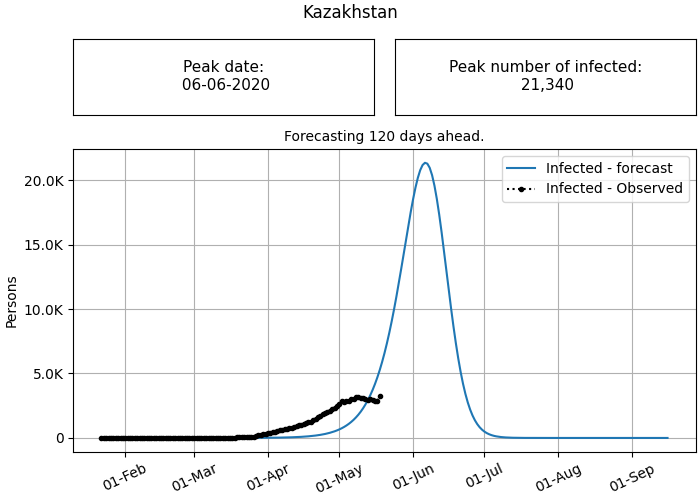 Kazakhstan
Peak date:
06-06-2020
Peak number of infected:
21,340
Forecasting 120 days ahead.
Infected - forecast
Infected - Observed
20.0K
15.0K
10.0K
5.0K
0
Persons
01-Feb
01-Mar
01-Apr
01-May
01-Jun
01-Jul
01-Aug
01-Sep